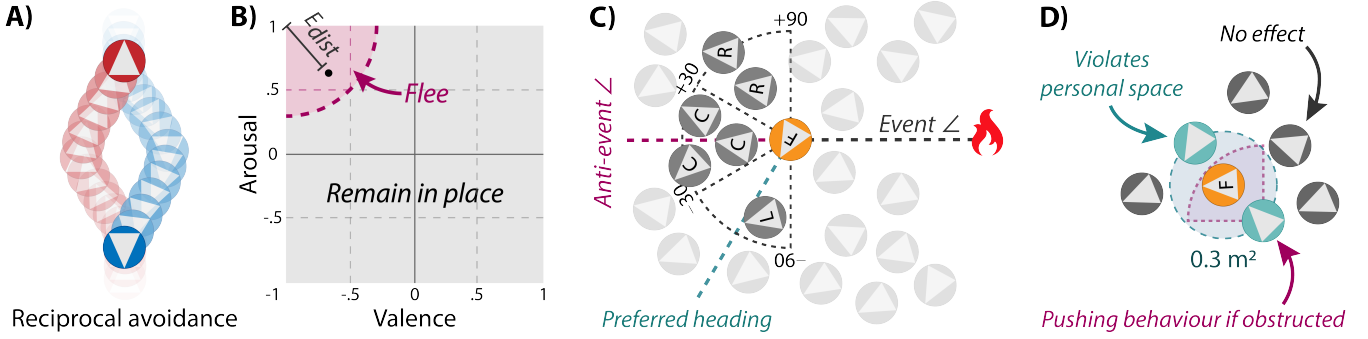 A)
Reciprocal avoidance
B)
Arousal
1
.5
0
-.5
-1
-.5
0
.5
1
Valence
Edist
Flee
Remain in place
C)
+90
+30
-30
-90
R
R
C
C
C
L
F
Event ∠
Anti-event ∠
Preferred heading
D)
No effect
Violates
personal space
F
0.3 m²
Pushing behaviour if obstructed